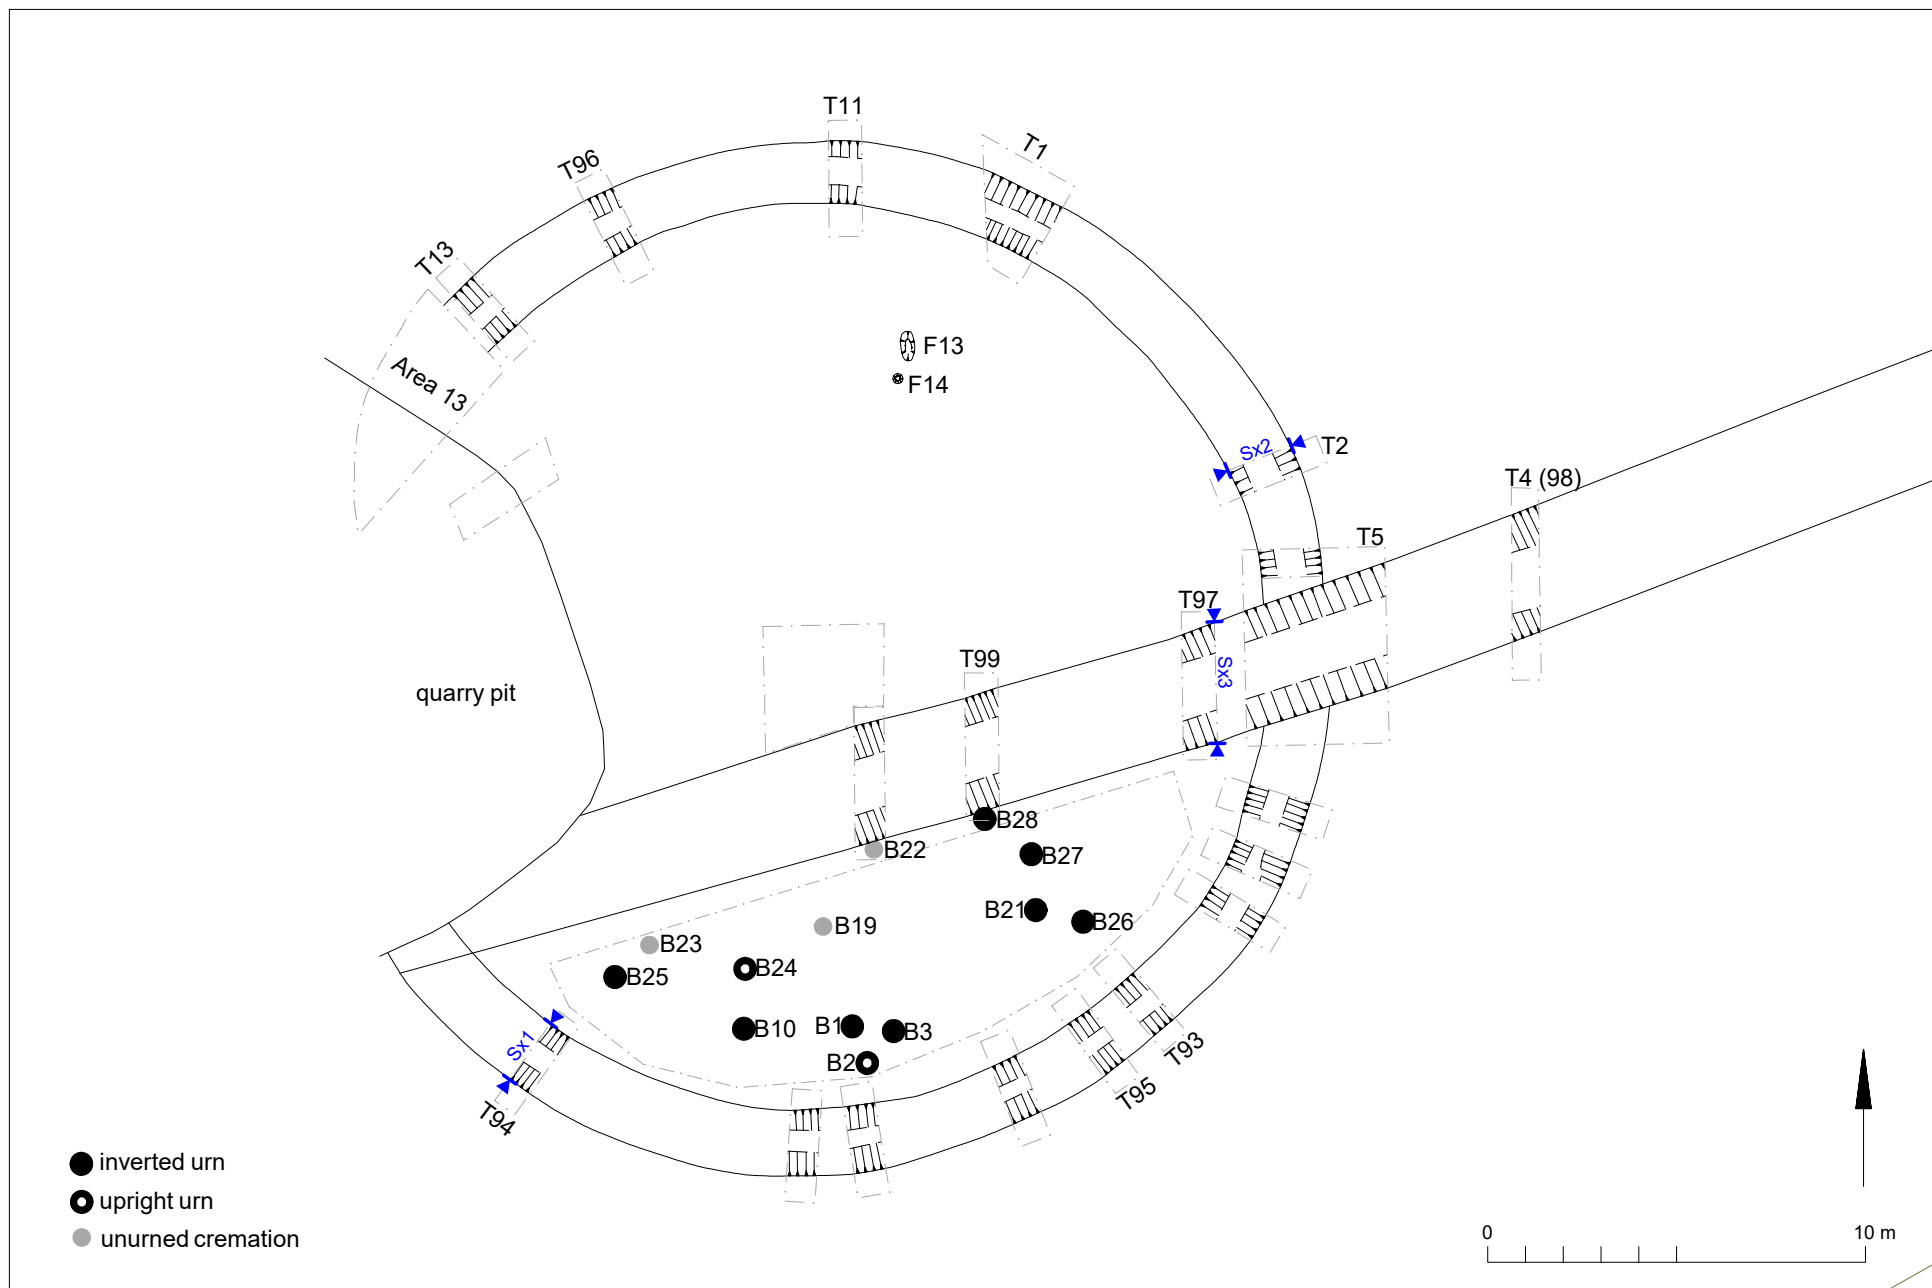 T11
T1
T96
T13
Area 13
F13
F14
Sx2
T2
T4 (98)
T5
T97
T99
Sx3
quarry pit
B28
B22
B27
B21
B26
B19
B23
B24
B25
B10
B1
B3
B2
Sx1
T93
T95
T94
inverted urn
upright urn
unurned cremation
0
10 m